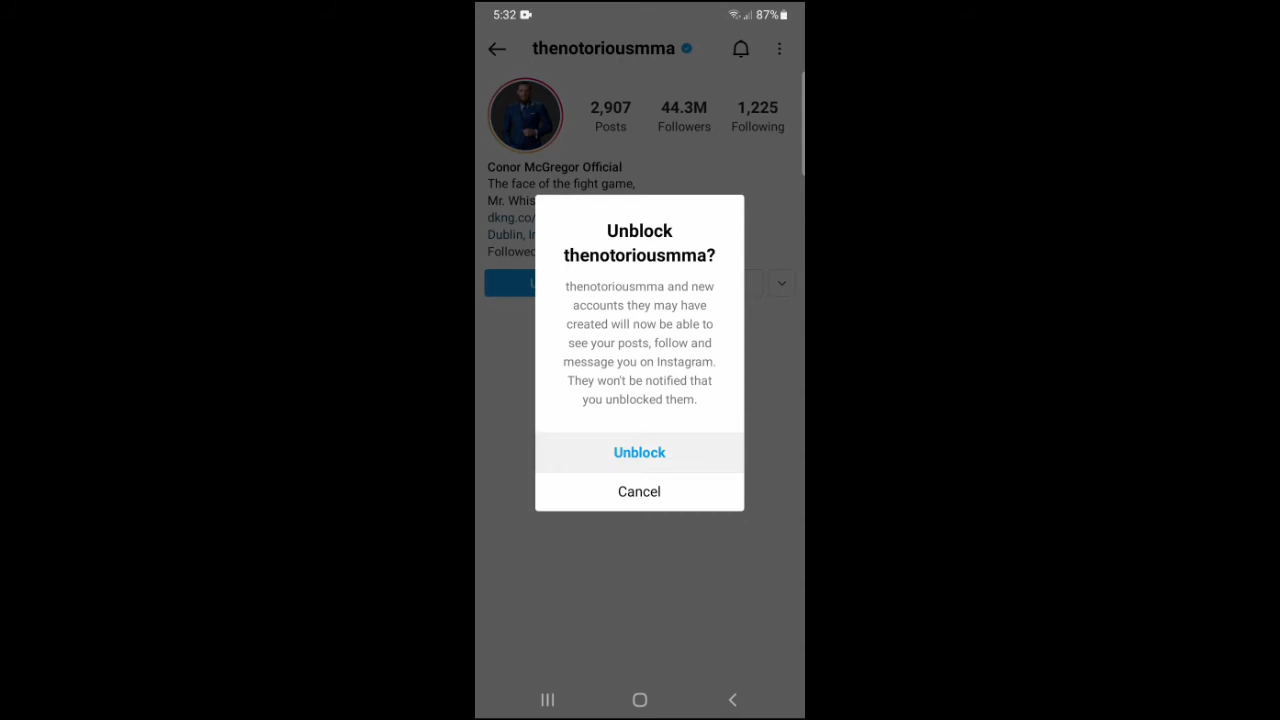 5:32
87%
thenotoriousmma
2,907
44.3M
1,225
Posts
Followers
Following
Conor McGregor Official
The face of the fight game,
Mr. Whis
dkng.co/
Dublin, Ir
Followed
U
Unblock
thenotoriousmma?
thenotoriousmma and new
accounts they may have
created will now be able to
see your posts, follow and
message you on Instagram.
They won't be notified that
you unblocked them.
Unblock
Cancel